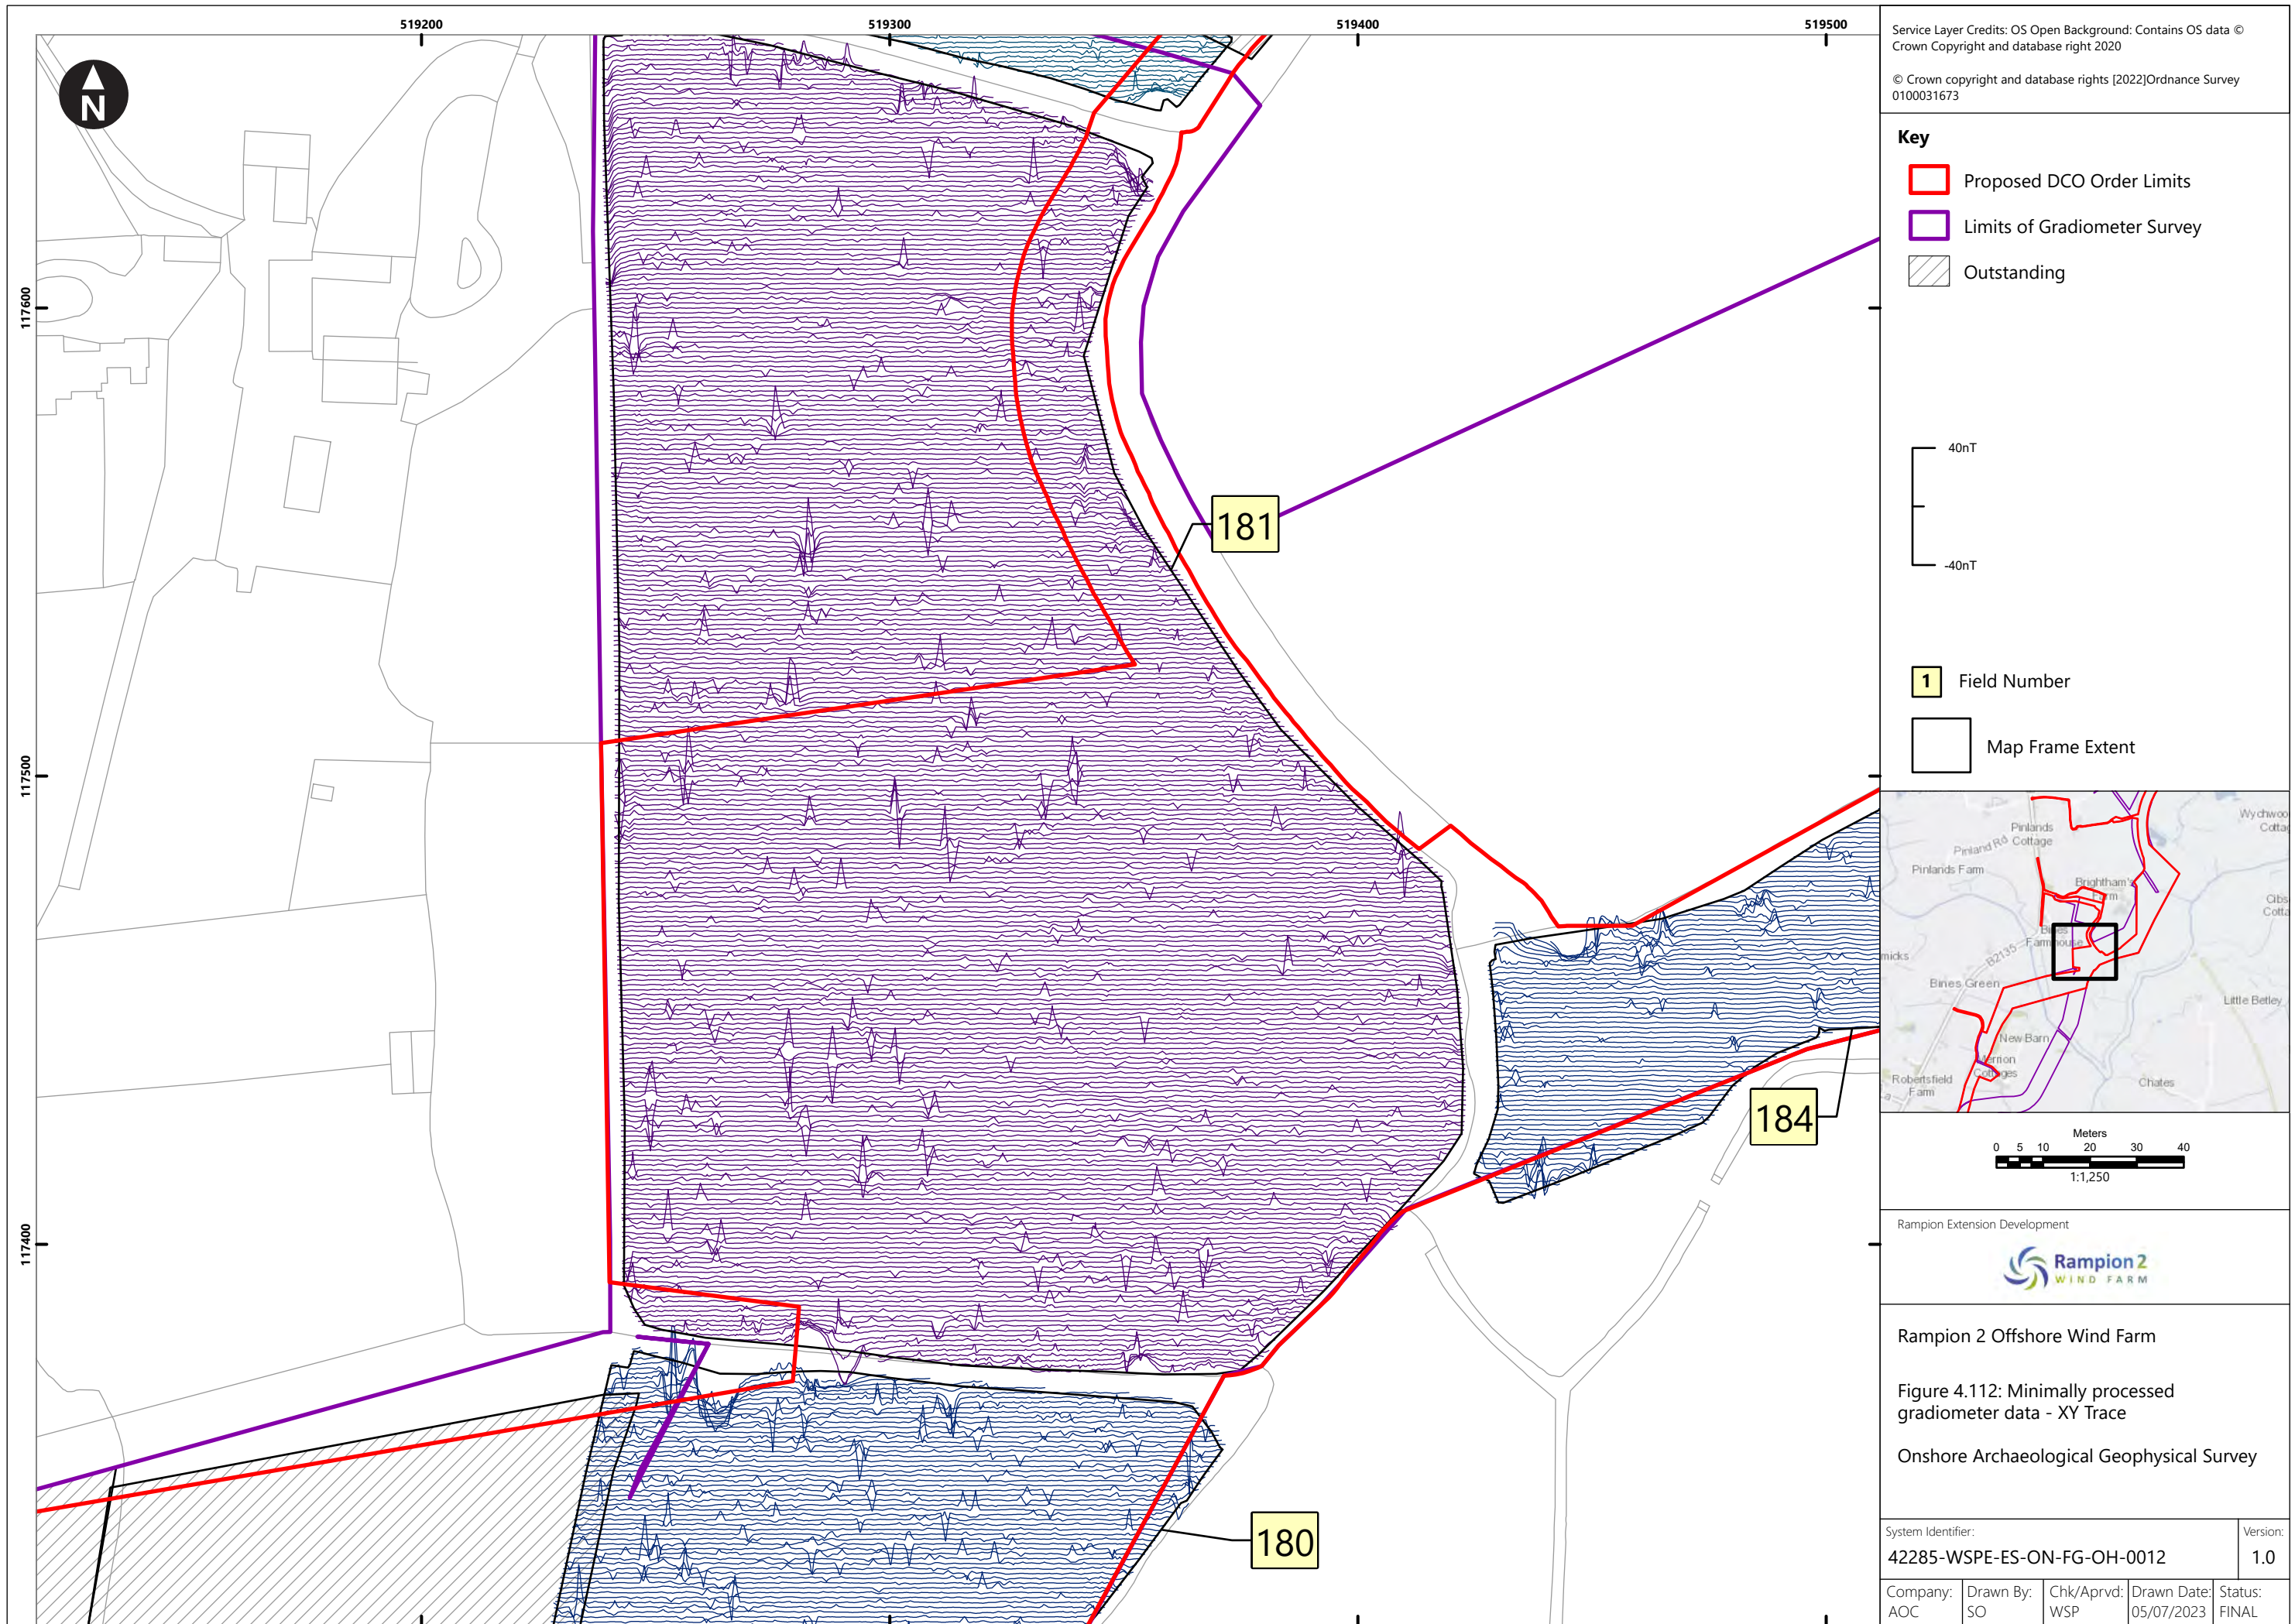 519200
519300
519400
519500
117600
117500
117400
N
181
184
180
Service Layer Credits: OS Open Background: Contains OS data ©
Crown Copyright and database right 2020
© Crown copyright and database rights [2022]Ordnance Survey
0100031673
Key
Proposed DCO Order Limits
Limits of Gradiometer Survey
Outstanding
40nT
-40nT
1 Field Number
Map Frame Extent
Pinlands
Cottage
Pinland Rd
Pinlands Farm
Brightham's
Farm
Bines
Farmhouse
B2135
Bines Green
Little Betley
New Barn
Merrion
Cottages
Robertsfield
Farm
Chates
Meters
0 5 10 20 30 40
1:1,250
Rampion Extension Development
Rampion 2
WIND FARM
Rampion 2 Offshore Wind Farm
Figure 4.112: Minimally processed
gradiometer data - XY Trace
Onshore Archaeological Geophysical Survey
System Identifier:
42285-WSPE-ES-ON-FG-OH-0012
Version:
1.0
Company:
AOC
Drawn By:
SO
Chk/Aprvd:
WSP
Drawn Date:
05/07/2023
Status:
FINAL